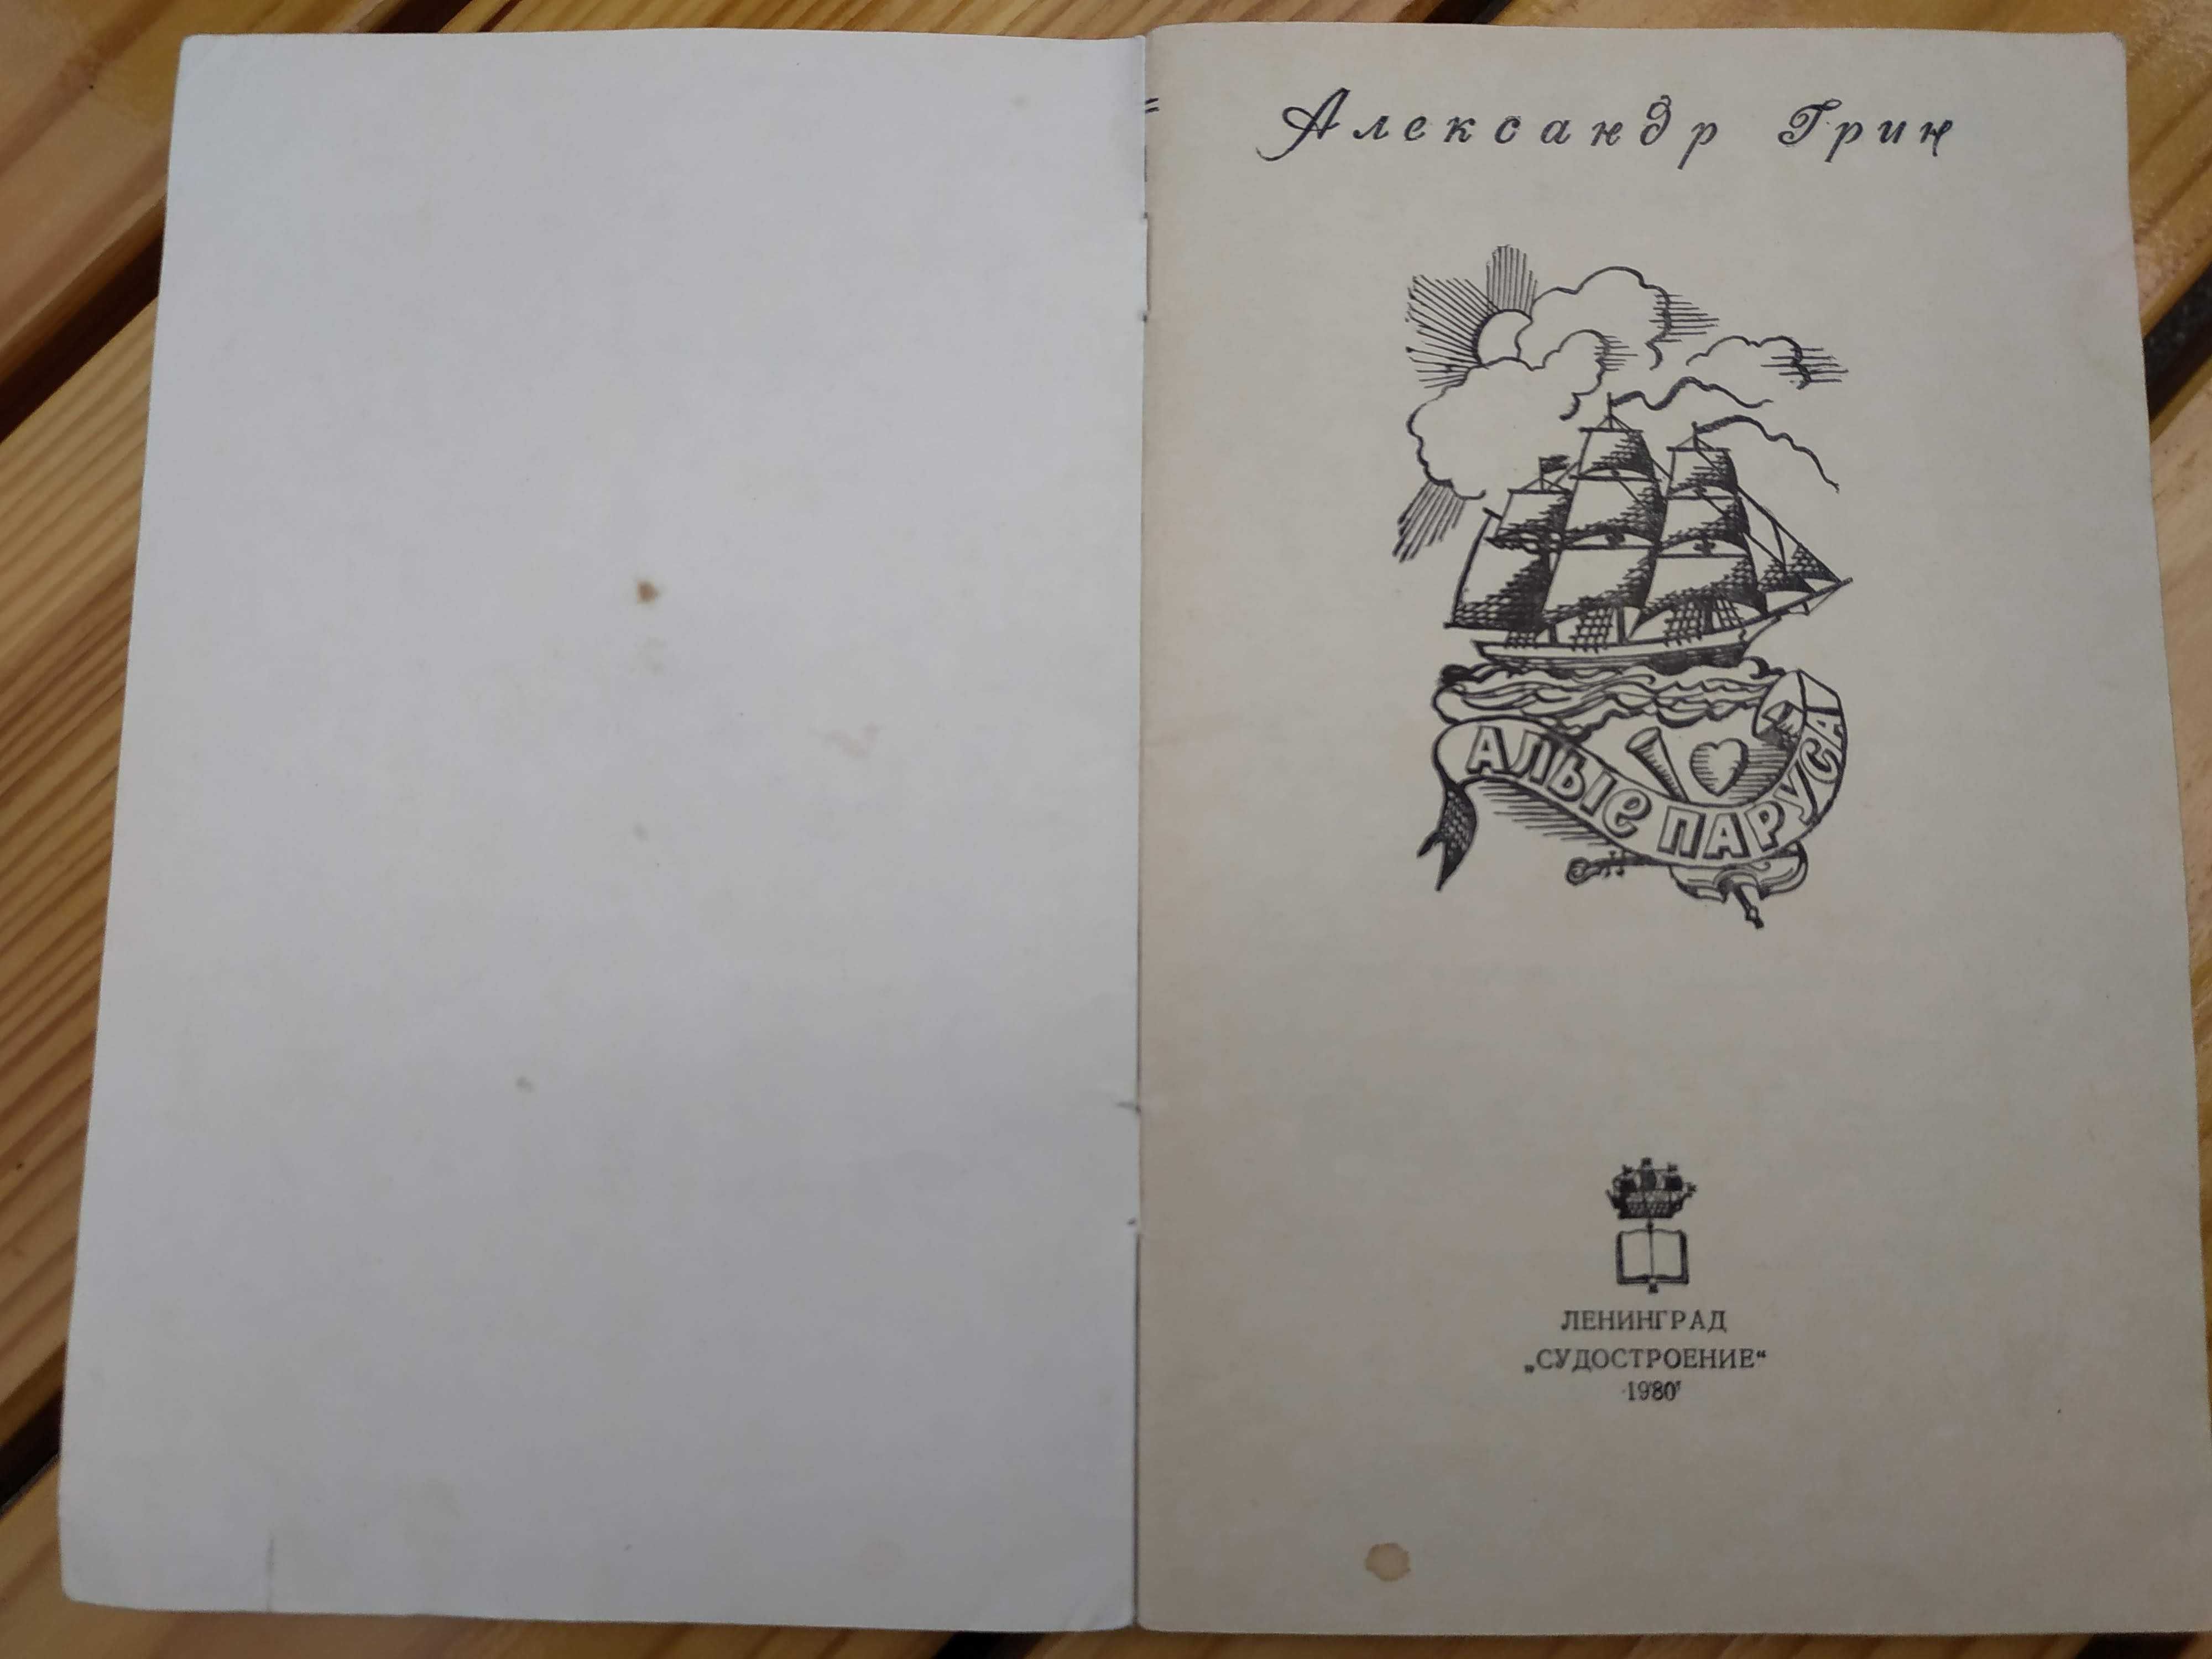 Александр Грин
АЛЫЕ ПАРУСА
ЛЕНИНГРАД
„СУДОСТРОЕНИЕ“
1980